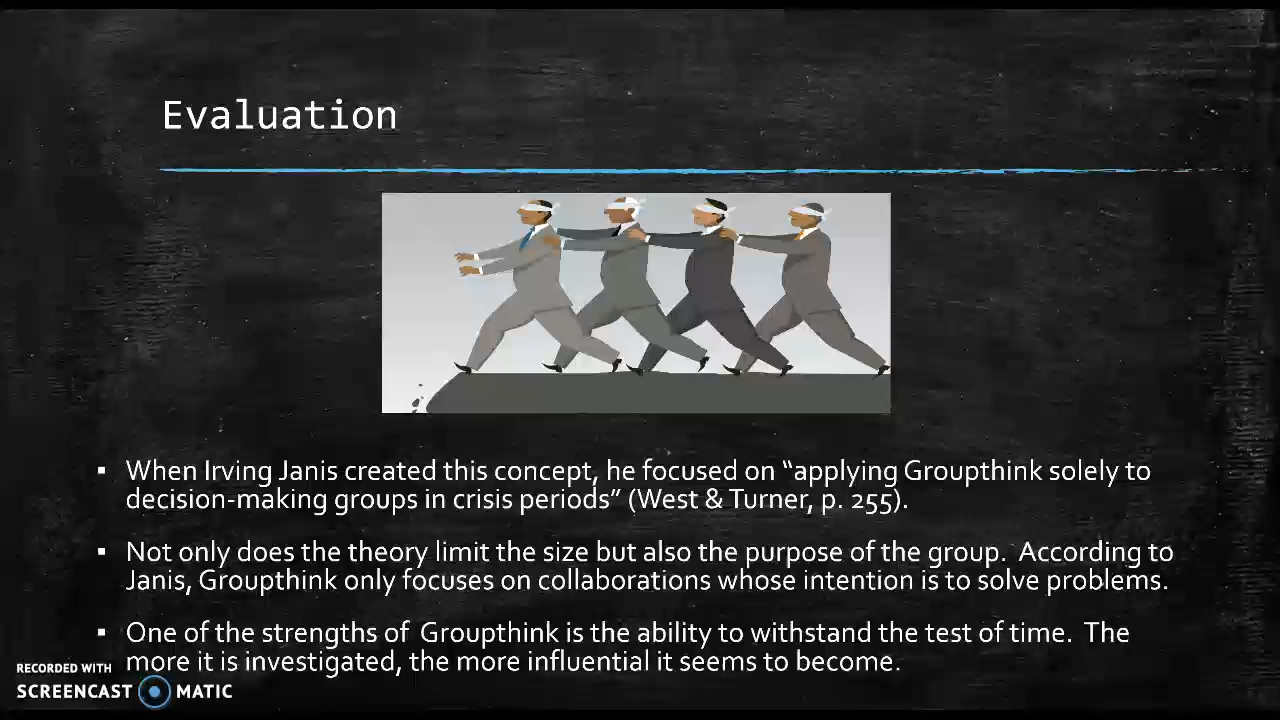 Evaluation
▪ When Irving Janis created this concept, he focused on “applying Groupthink solely to
decision-making groups in crisis periods” (West & Turner, p. 255).
▪ Not only does the theory limit the size but also the purpose of the group.  According to
Janis, Groupthink only focuses on collaborations whose intention is to solve problems.
▪ One of the strengths of  Groupthink is the ability to withstand the test of time.  The
more it is investigated, the more influential it seems to become.
RECORDED WITH
SCREENCAST MATIC